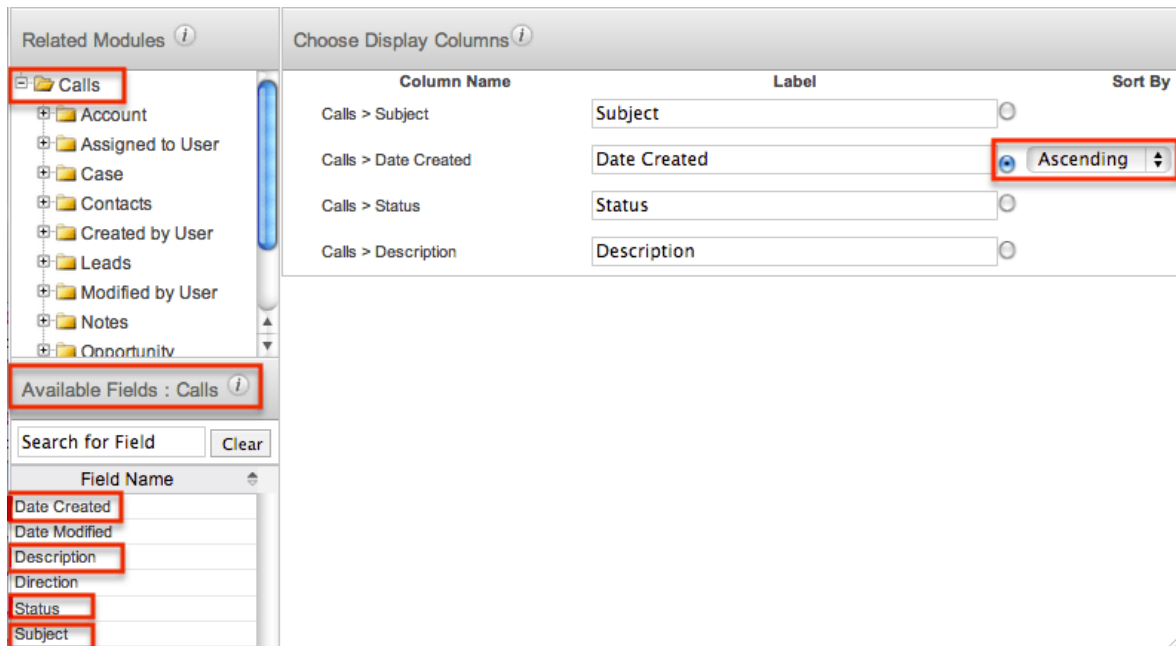 Related Modules i
Calls
Account
Assigned to User
Case
Contacts
Created by User
Leads
Modified by User
Notes
Opportunity
Available Fields : Calls i
Search for Field Clear
Field Name
Date Created
Date Modified
Description
Direction
Status
Subject
Choose Display Columns i
Column Name Label Sort By
Calls > Subject Subject
Calls > Date Created Date Created Ascending
Calls > Status Status
Calls > Description Description